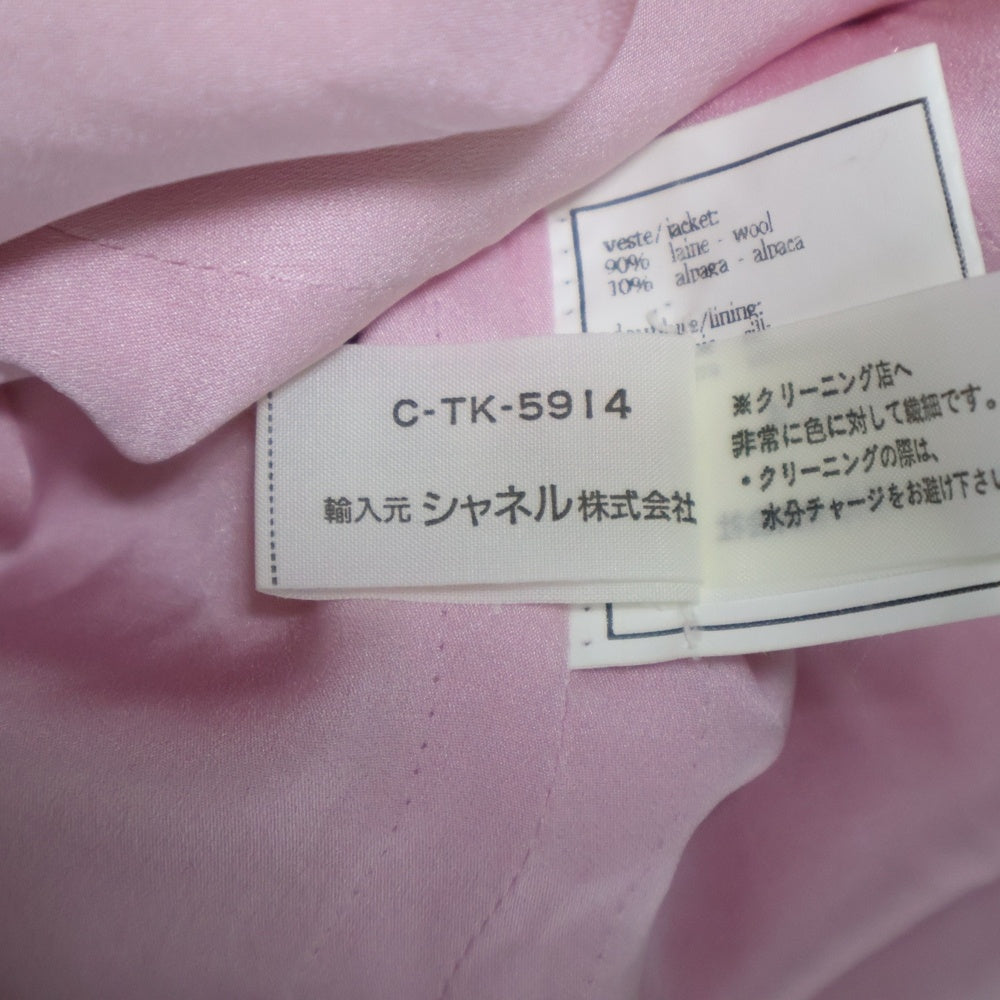 veste/jacket:
90% laine - wool
10% alpaga - alpaca
/lining:
C-TK-5914
輸入元 シャネル株式会社
※クリーニング店へ
非常に色に対して繊細です。
・クリーニングの際は、
水分チャージをお避け下さい